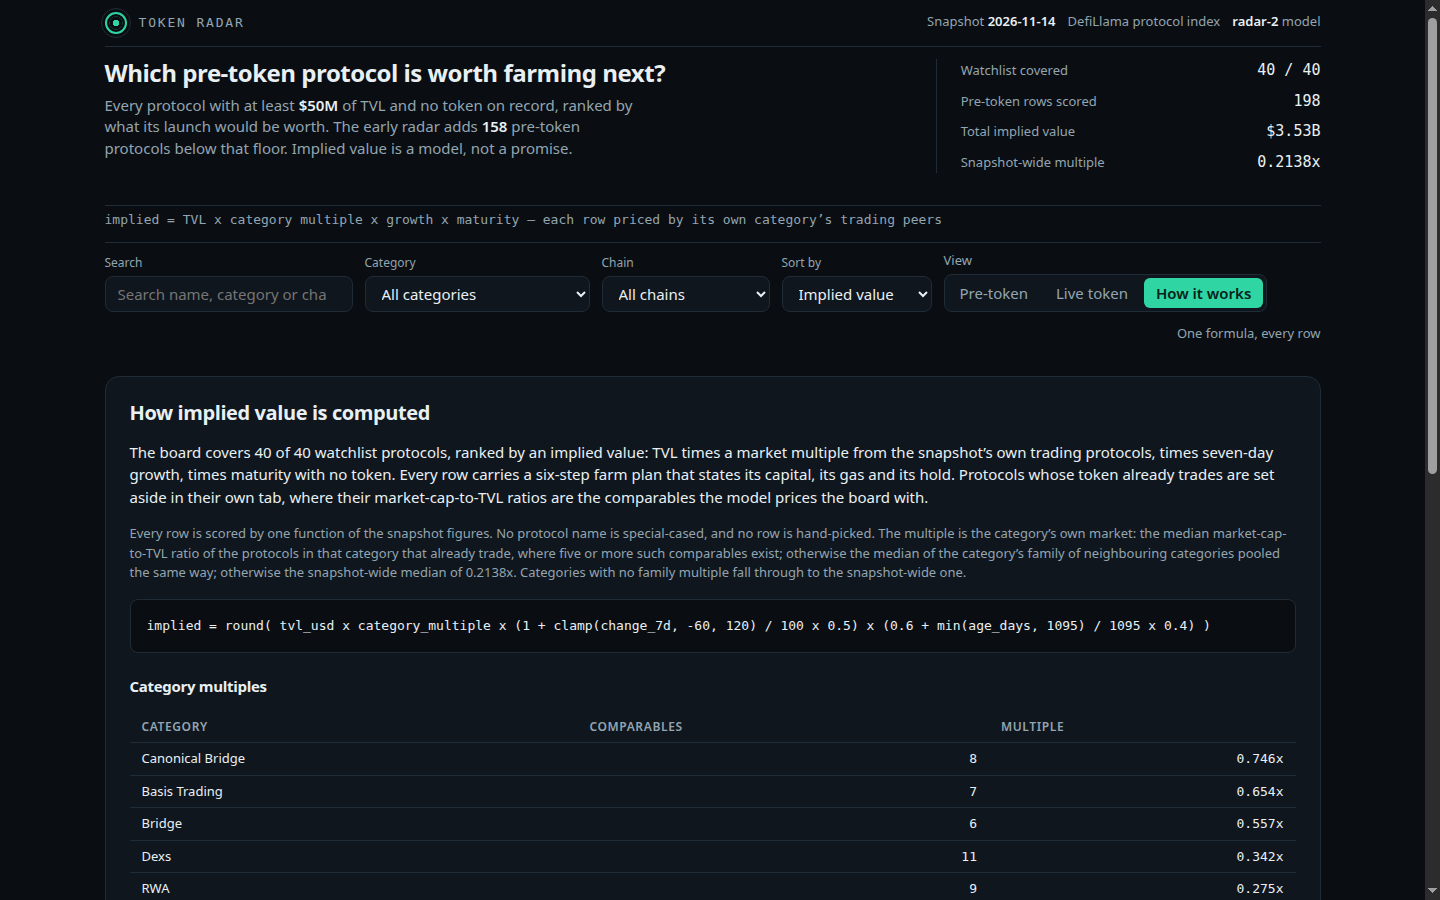 TOKEN RADAR
Snapshot 2026-11-14 DefiLlama protocol index radar-2 model
Which pre-token protocol is worth farming next?
Every protocol with at least $50M of TVL and no token on record, ranked by
what its launch would be worth. The early radar adds 158 pre-token
protocols below that floor. Implied value is a model, not a promise.
Watchlist covered 40 / 40
Pre-token rows scored 198
Total implied value $3.53B
Snapshot-wide multiple 0.2138x
implied = TVL x category multiple x growth x maturity — each row priced by its own category’s trading peers
Search Category Chain Sort by View
Search name, category or cha All categories All chains Implied value Pre-token Live token How it works
One formula, every row
How implied value is computed
The board covers 40 of 40 watchlist protocols, ranked by an implied value: TVL times a market multiple from the snapshot’s own trading protocols, times seven-day
growth, times maturity with no token. Every row carries a six-step farm plan that states its capital, its gas and its hold. Protocols whose token already trades are set
aside in their own tab, where their market-cap-to-TVL ratios are the comparables the model prices the board with.
Every row is scored by one function of the snapshot figures. No protocol name is special-cased, and no row is hand-picked. The multiple is the category’s own market: the median market-cap-
to-TVL ratio of the protocols in that category that already trade, where five or more such comparables exist; otherwise the median of the category’s family of neighbouring categories pooled
the same way; otherwise the snapshot-wide median of 0.2138x. Categories with no family multiple fall through to the snapshot-wide one.
implied = round( tvl_usd x category_multiple x (1 + clamp(change_7d, -60, 120) / 100 x 0.5) x (0.6 + min(age_days, 1095) / 1095 x 0.4) )
Category multiples
CATEGORY COMPARABLES MULTIPLE
Canonical Bridge 8 0.746x
Basis Trading 7 0.654x
Bridge 6 0.557x
Dexs 11 0.342x
RWA 9 0.275x